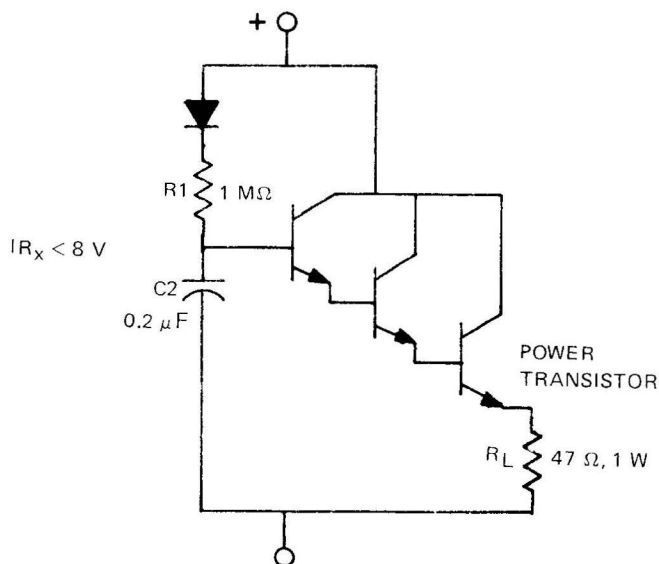 +
R1 1 MΩ
IRx < 8 V
C2
0.2 μF
POWER
TRANSISTOR
RL 47 Ω, 1 W